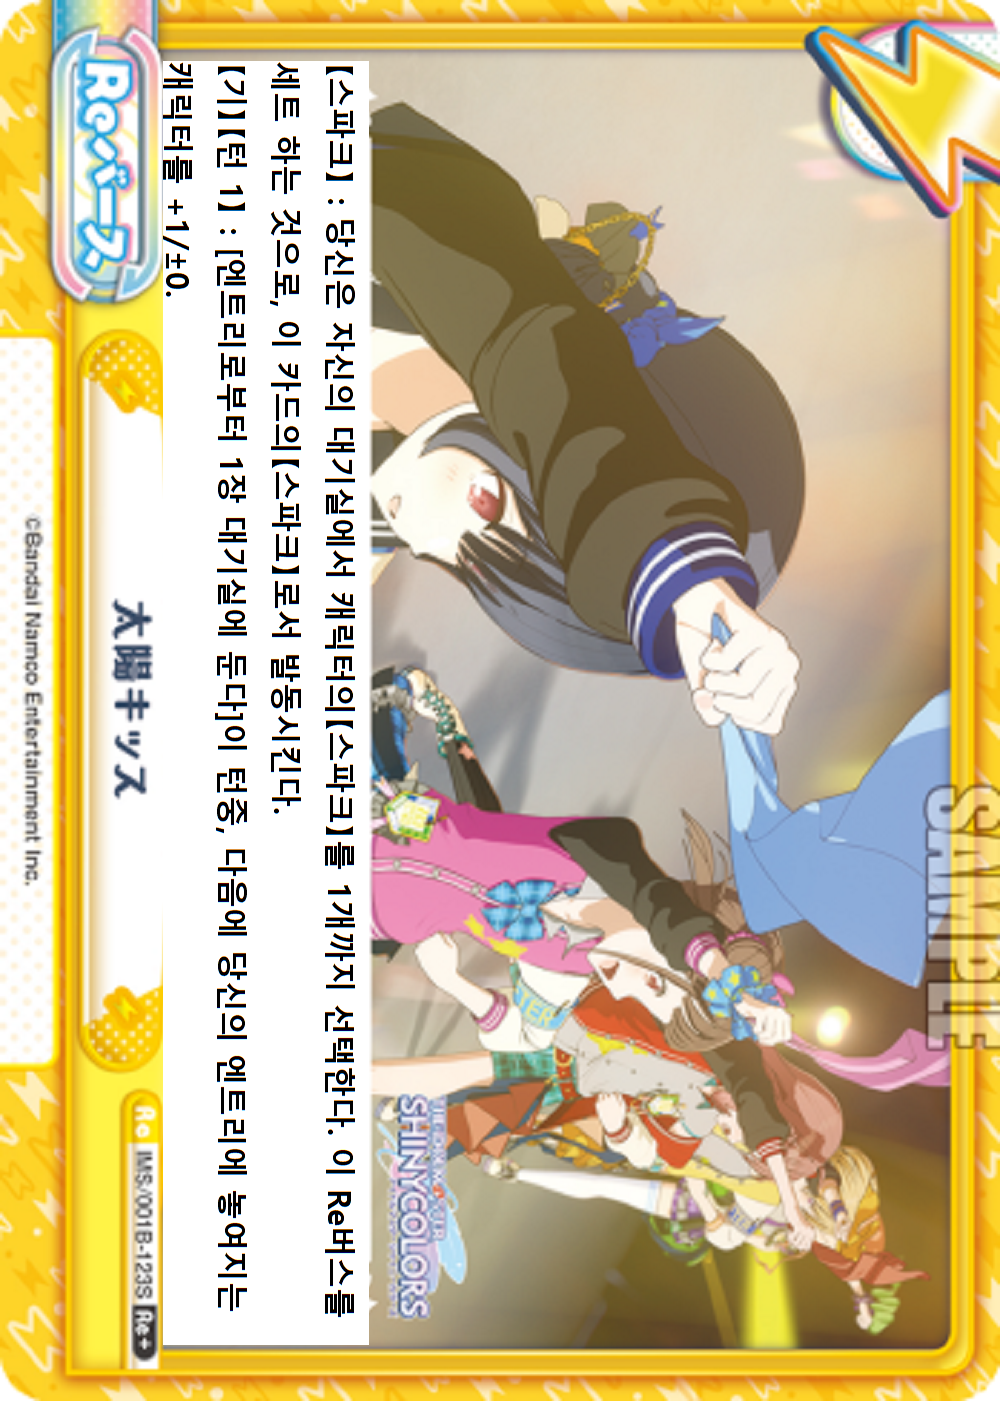 SAMPLE
SHINYCOLORS
【스파크】 : 당신은 자신의 대기실에서 캐릭터의【스파크】를 1개까지 선택한다. 이 Re버스를
세트 하는 것으로, 이 카드의【스파크】로서 발동시킨다.
【기】【턴 1】 : [엔트리로부터 1장 대기실에 둔다]이 턴중, 다음에 당신의 엔트리에 놓여지는
캐릭터를 +1/±0.
Reバース
太陽キッス
Re IMS/001B-123S Re+
©Bandai Namco Entertainment Inc.